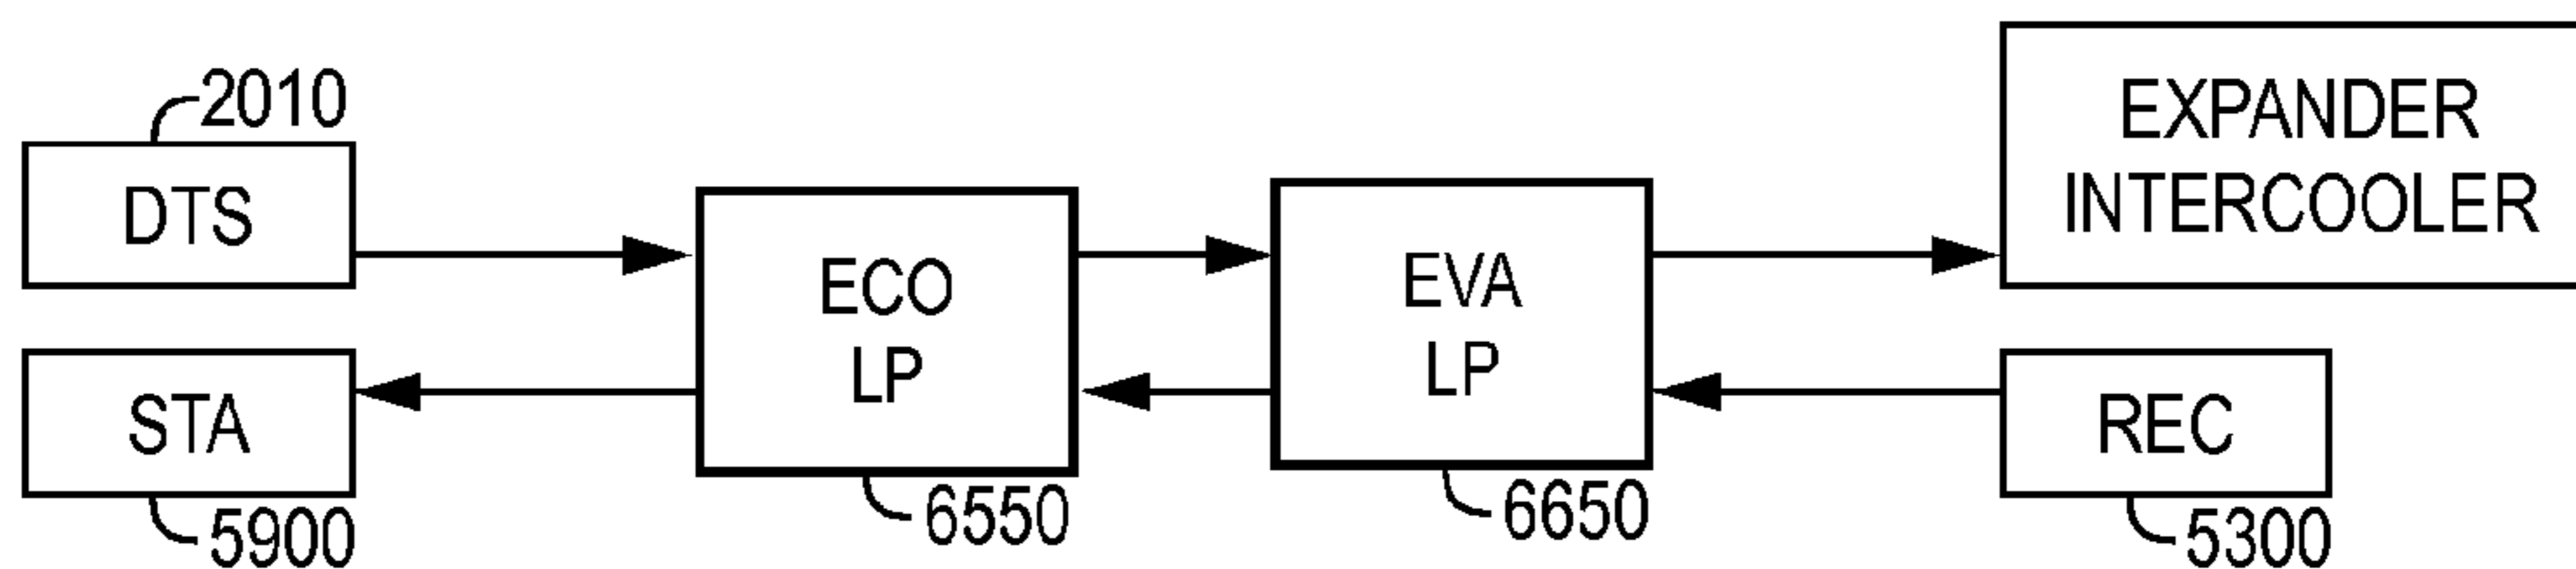 2010
DTS
STA
5900
ECO
LP
6550
EVA
LP
6650
EXPANDER
INTERCOOLER
REC
5300